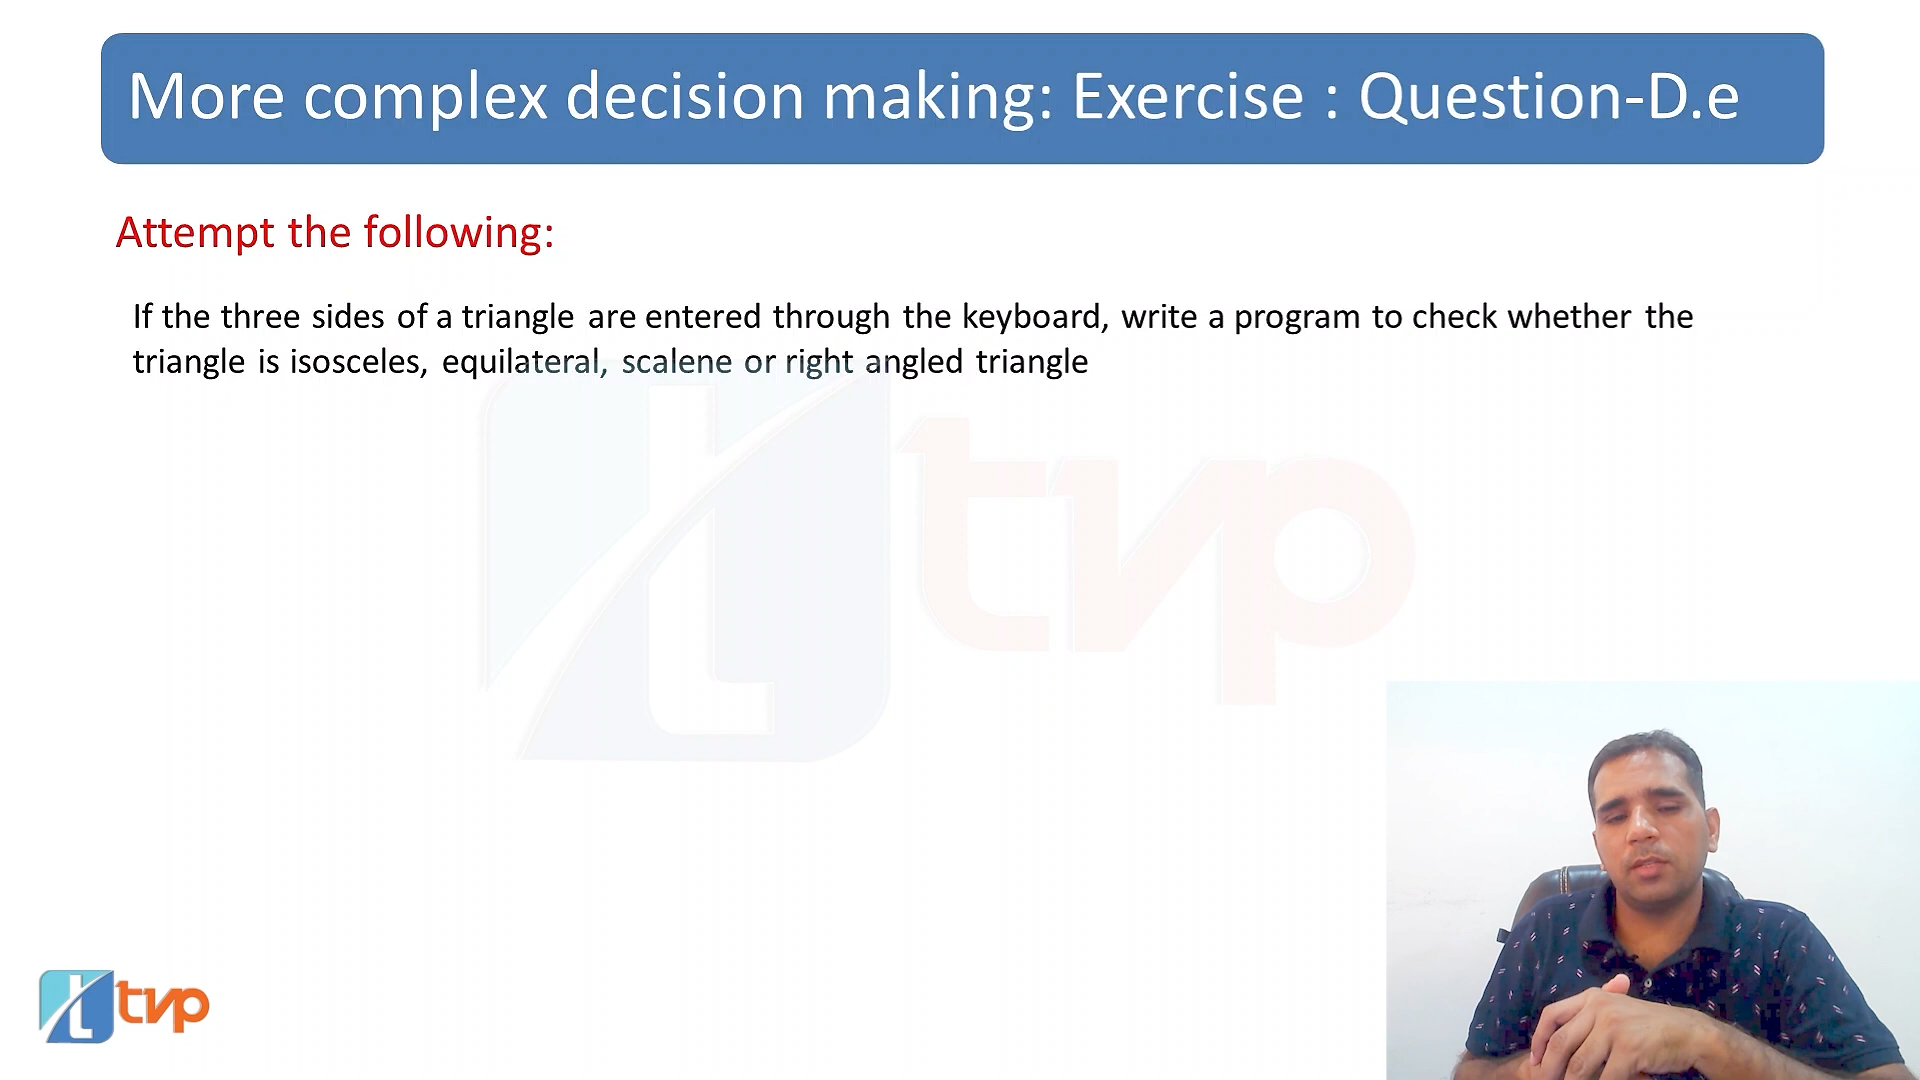 More complex decision making: Exercise : Question-D.e
Attempt the following:
If the three sides of a triangle are entered through the keyboard, write a program to check whether the
triangle is isosceles, equilateral, scalene or right angled triangle
tvp
tvp